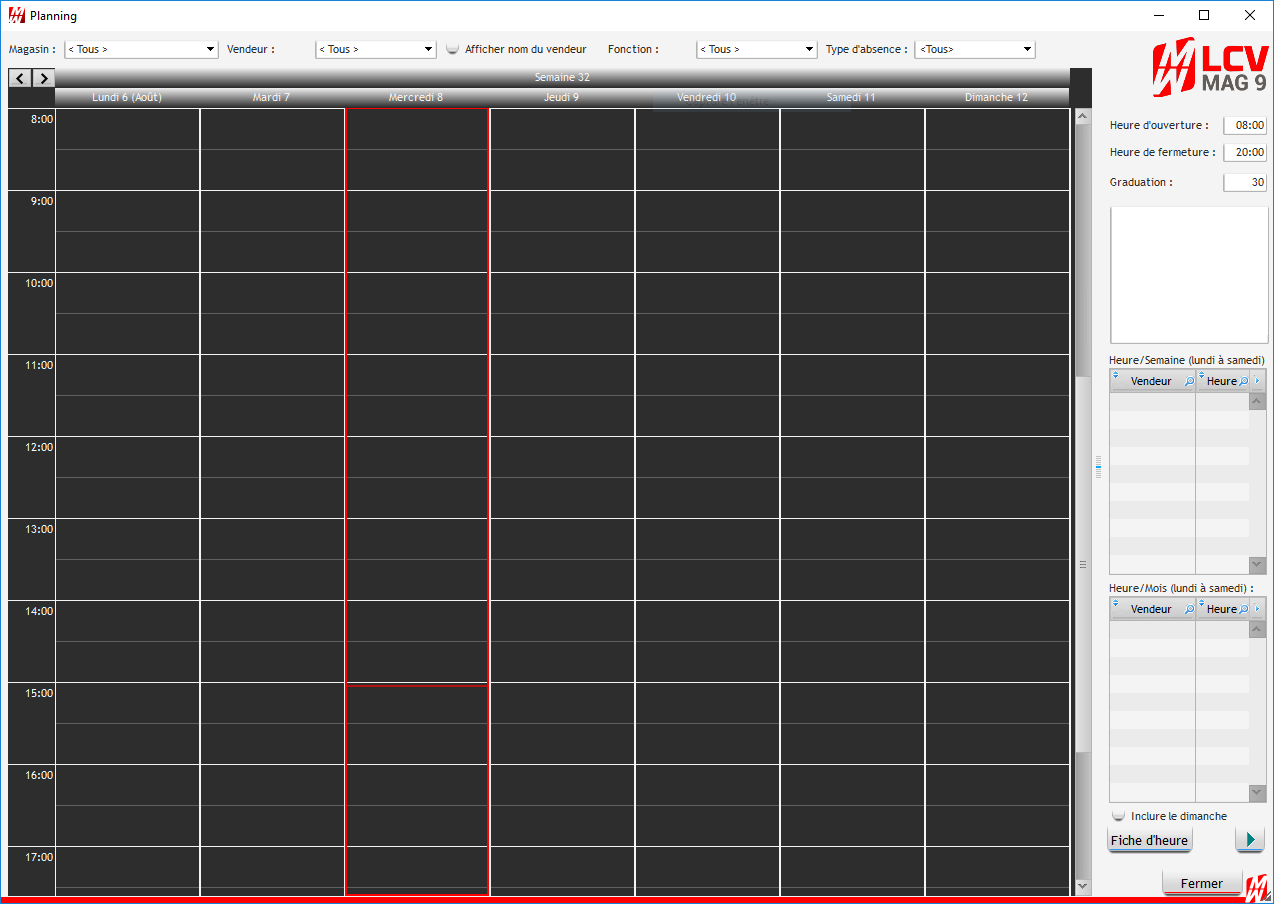 Planning
Magasin : < Tous > Vendeur : < Tous > Afficher nom du vendeur Fonction : < Tous > Type d'absence : <Tous>
LCV
MAG 9
Semaine 32
Lundi 6 (Août) Mardi 7 Mercredi 8 Jeudi 9 Vendredi 10 Samedi 11 Dimanche 12
8:00
9:00
10:00
11:00
12:00
13:00
14:00
15:00
16:00
17:00
Heure d'ouverture : 08:00
Heure de fermeture : 20:00
Graduation : 30
Heure/Semaine (lundi à samedi)
Vendeur Heure
Heure/Mois (lundi à samedi) :
Vendeur Heure
Inclure le dimanche
Fiche d'heure
Fermer